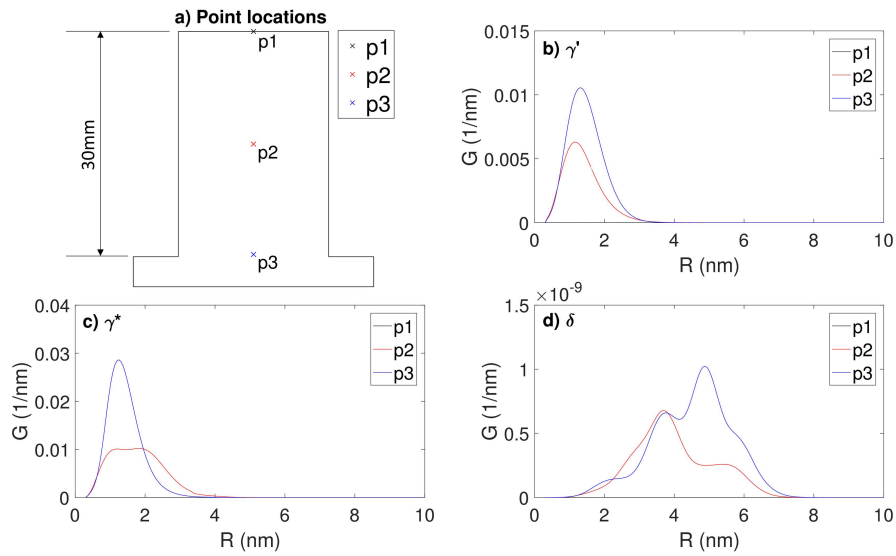 a) Point locations
p1
p1
p2
p3
30mm
p2
p3
b) γ'
p1
p2
p3
0.015
0.01
0.005
0
G (1/nm)
0 2 4 6 8 10
R (nm)
c) γ*
p1
p2
p3
0.04
0.03
0.02
0.01
0
G (1/nm)
0 2 4 6 8 10
R (nm)
×10⁻⁹
d) δ
p1
p2
p3
1.5
1
0.5
0
G (1/nm)
0 2 4 6 8 10
R (nm)